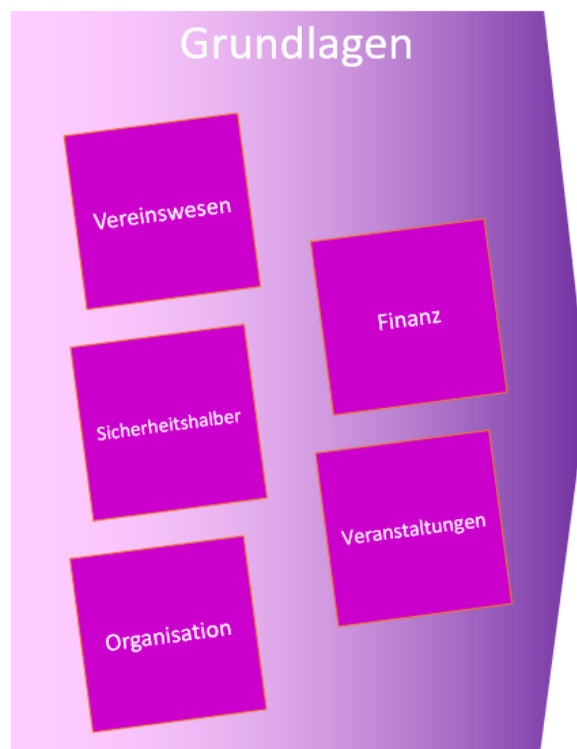 Grundlagen
Vereinswesen
Finanz
Sicherheitshalber
Veranstaltungen
Organisation